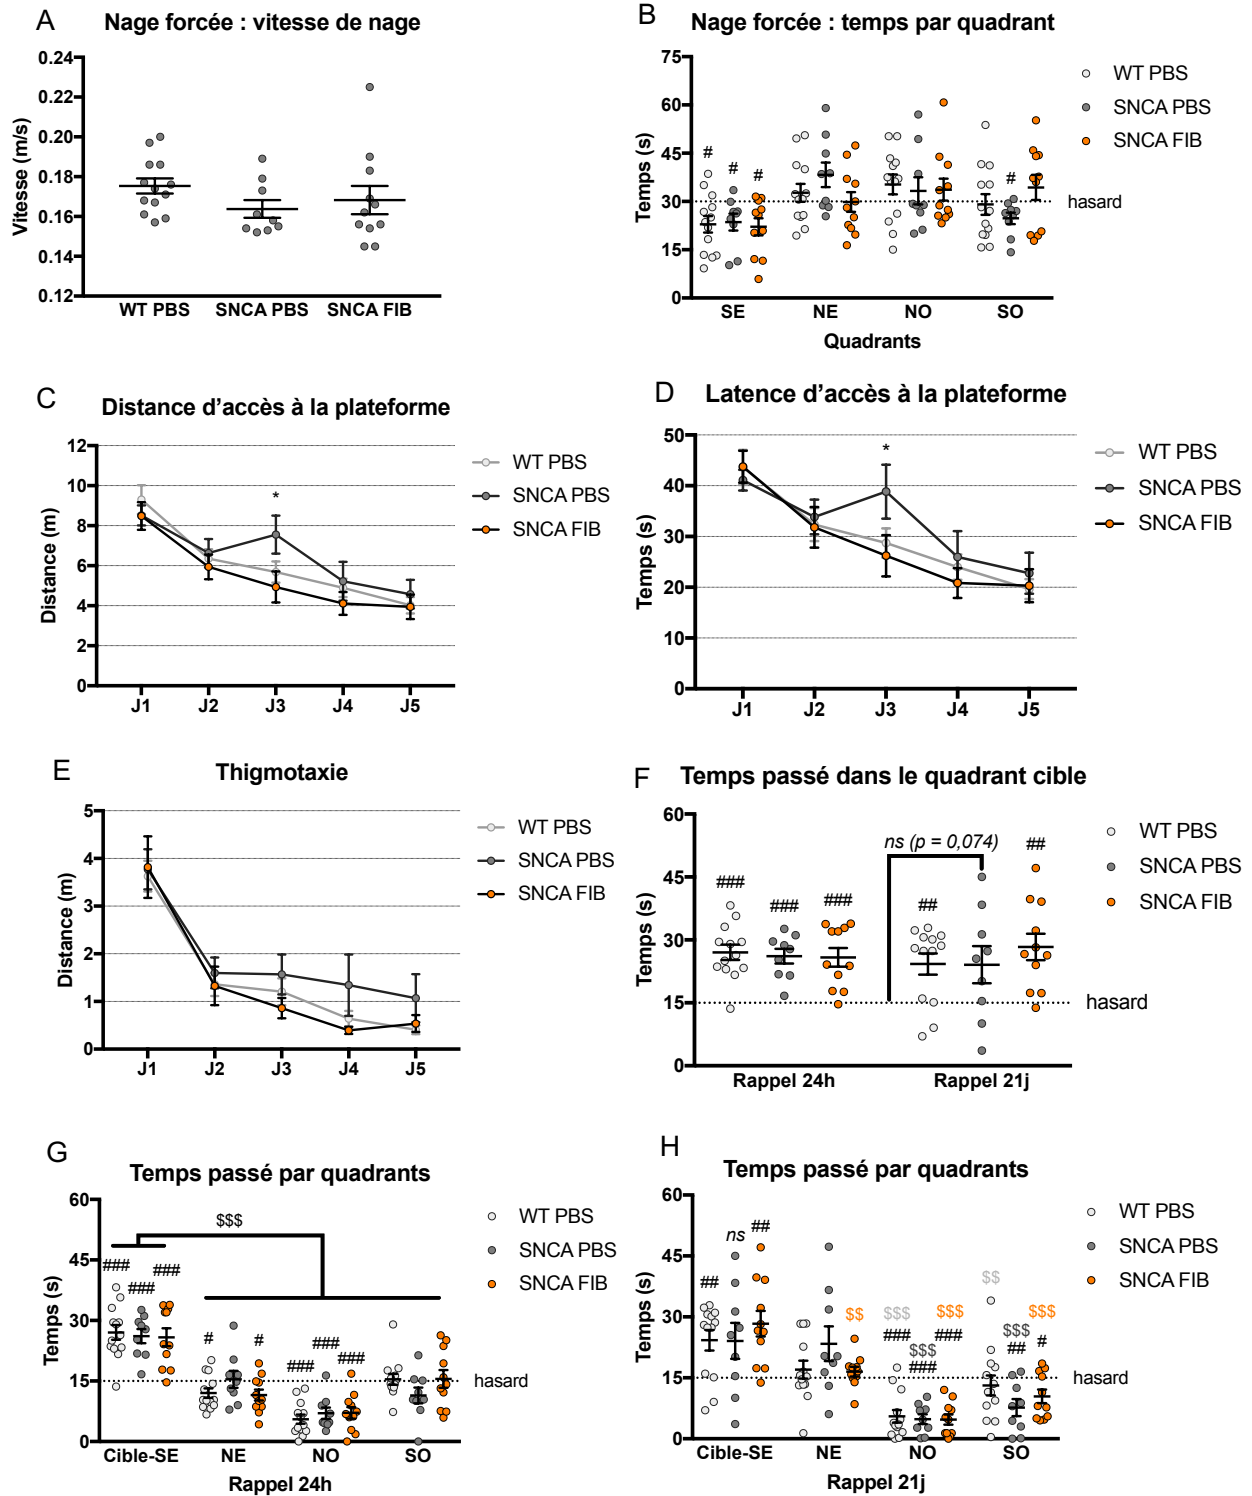 A
Nage forcée : vitesse de nage
Vitesse (m/s)
0.24
0.22
0.20
0.18
0.16
0.14
0.12
WT PBS
SNCA PBS
SNCA FIB
B
Nage forcée : temps par quadrant
Temps (s)
75
60
45
30
15
0
#
#
#
#
hasard
SE
NE
NO
SO
Quadrants
WT PBS
SNCA PBS
SNCA FIB
C
Distance d'accès à la plateforme
Distance (m)
12
10
8
6
4
2
0
*
J1
J2
J3
J4
J5
WT PBS
SNCA PBS
SNCA FIB
D
Latence d'accès à la plateforme
Temps (s)
50
40
30
20
10
0
*
J1
J2
J3
J4
J5
WT PBS
SNCA PBS
SNCA FIB
E
Thigmotaxie
Distance (m)
5
4
3
2
1
0
J1
J2
J3
J4
J5
WT PBS
SNCA PBS
SNCA FIB
F
Temps passé dans le quadrant cible
Temps (s)
60
45
30
15
0
###
###
###
ns (p = 0,074)
##
##
hasard
Rappel 24h
Rappel 21j
WT PBS
SNCA PBS
SNCA FIB
G
Temps passé par quadrants
Temps (s)
60
45
30
15
0
$$$
###
###
###
#
#
###
###
###
hasard
Cible-SE
NE
NO
SO
Rappel 24h
WT PBS
SNCA PBS
SNCA FIB
H
Temps passé par quadrants
Temps (s)
60
45
30
15
0
##
ns
##
$$
$$$
###
$$$
###
$$$
###
$$
$$$
##
$$$
#
hasard
Cible-SE
NE
NO
SO
Rappel 21j
WT PBS
SNCA PBS
SNCA FIB